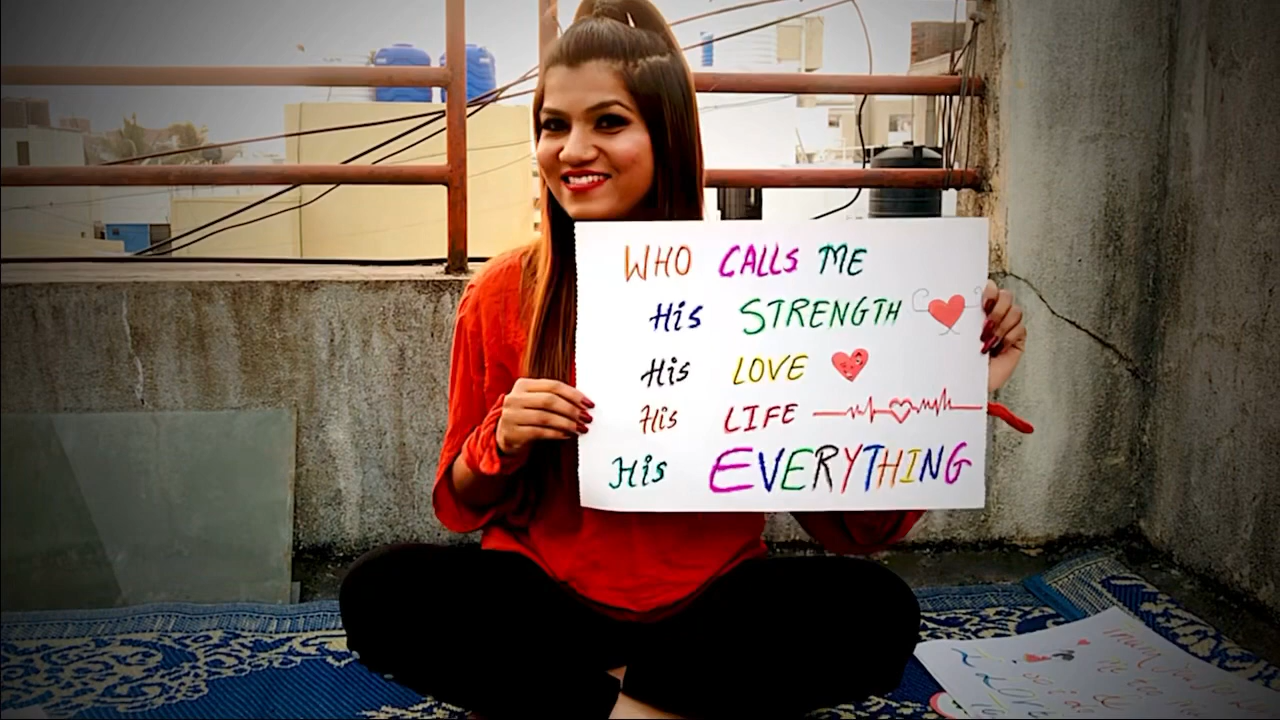 WHO CALLS ME
His STRENGTH
His LOVE
His LIFE
His EVERYTHING